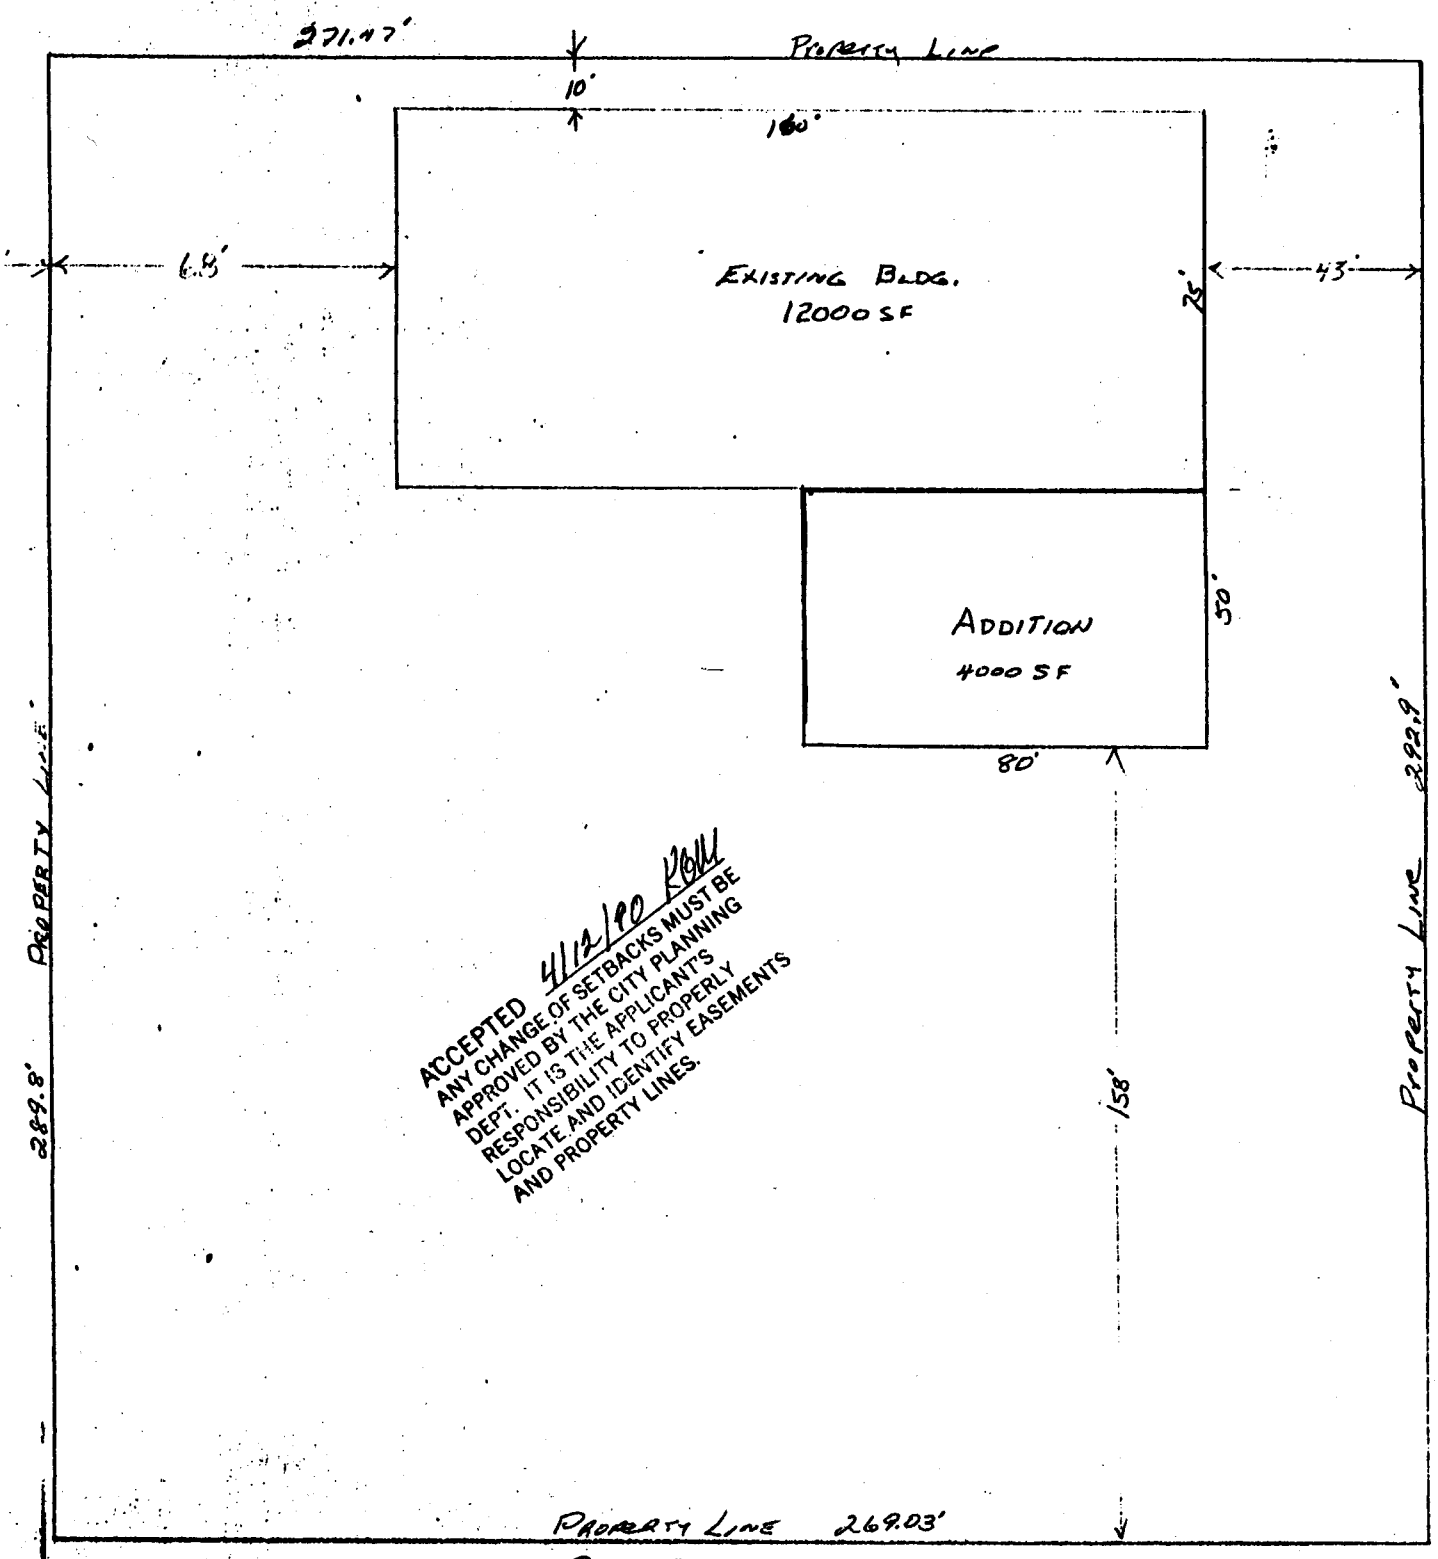 271.47'
PROPERTY LINE
10'
160'
68'
EXISTING BLDG.
12000 SF
75'
43'
ADDITION
4000 SF
50'
80'
PROPERTY LINE
289.8'
PROPERTY LINE 292.9'
158'
ACCEPTED 4/12/90
ANY CHANGE OF SETBACKS MUST BE
APPROVED BY THE CITY PLANNING
DEPT. IT IS THE APPLICANT'S
RESPONSIBILITY TO PROPERLY
LOCATE AND IDENTIFY EASEMENTS
AND PROPERTY LINES.
PROPERTY LINE 269.03'